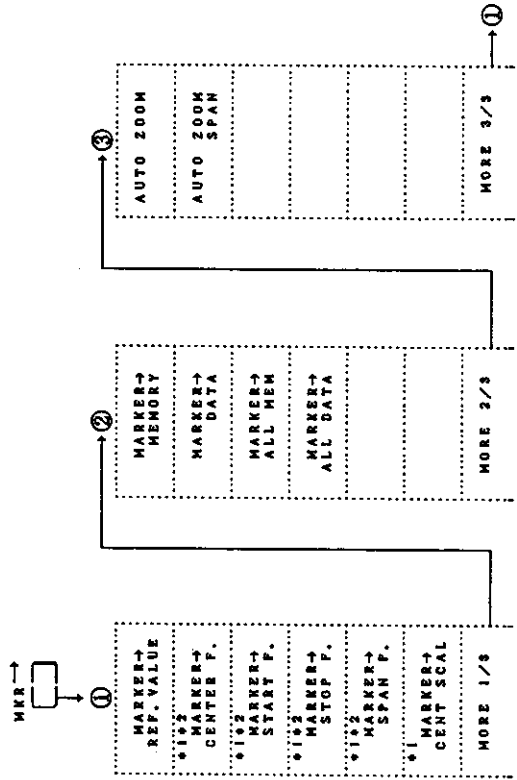 MKR →
①
MARKER→
REF. VALUE
*1*2
MARKER→
CENTER F.
*1*2
MARKER→
START F.
*1*2
MARKER→
STOP F.
*1*2
MARKER→
SPAN F.
*1
MARKER→
CENT SCAL
MORE 1/3
②
MARKER→
MEMORY
MARKER→
DATA
MARKER→
ALL MEM
MARKER→
ALL DATA
MORE 2/3
③
AUTO ZOOM
AUTO ZOOM
SPAN
MORE 3/3
①